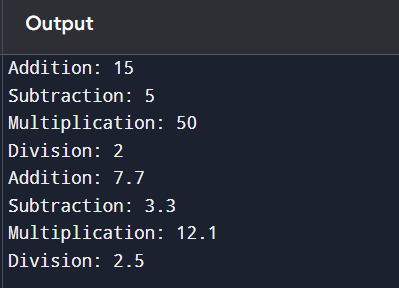 Output
Addition: 15
Subtraction: 5
Multiplication: 50
Division: 2
Addition: 7.7
Subtraction: 3.3
Multiplication: 12.1
Division: 2.5